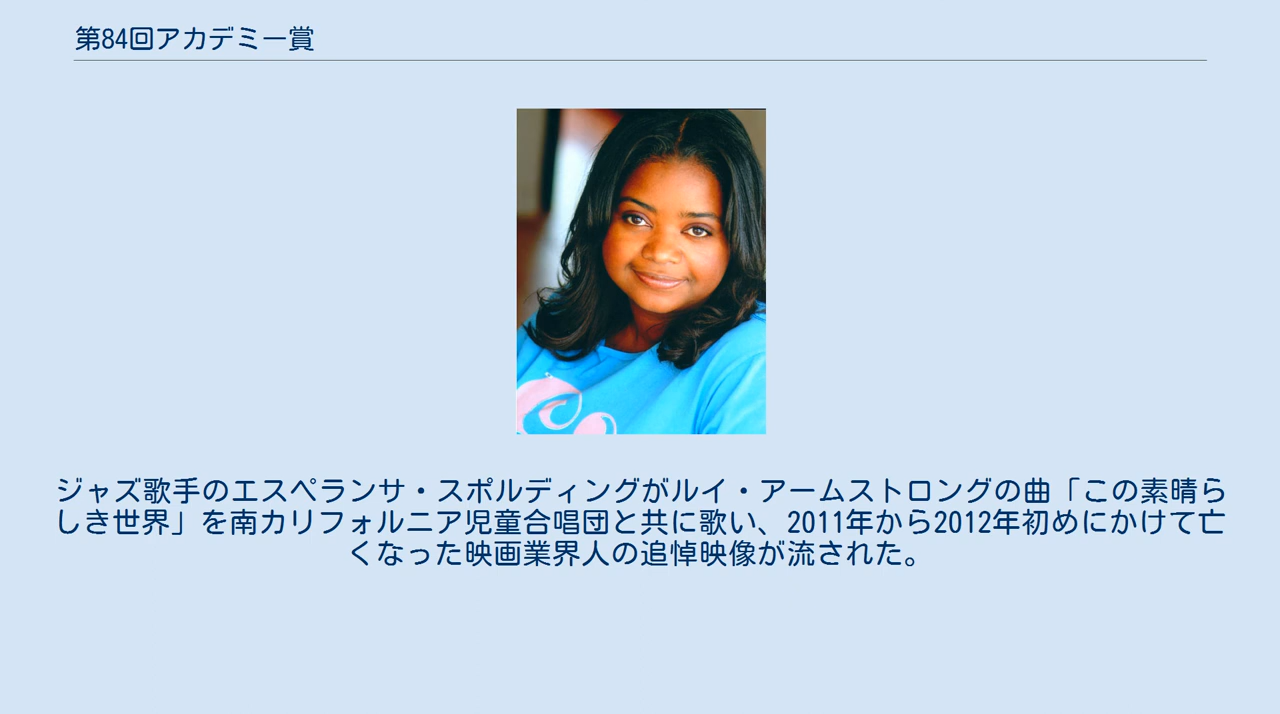 第84回アカデミー賞
ジャズ歌手のエスペランサ・スポルディングがルイ・アームストロングの曲「この素晴ら
しき世界」を南カリフォルニア児童合唱団と共に歌い、2011年から2012年初めにかけて亡
くなった映画業界人の追悼映像が流された。